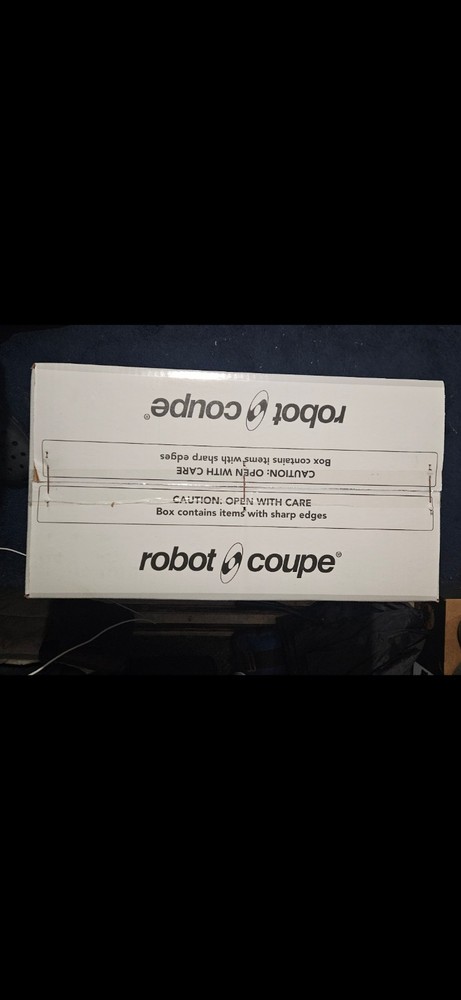 robot coupe®
Box contains items with sharp edges
CAUTION: OPEN WITH CARE
CAUTION: OPEN WITH CARE
Box contains items with sharp edges
robot coupe®